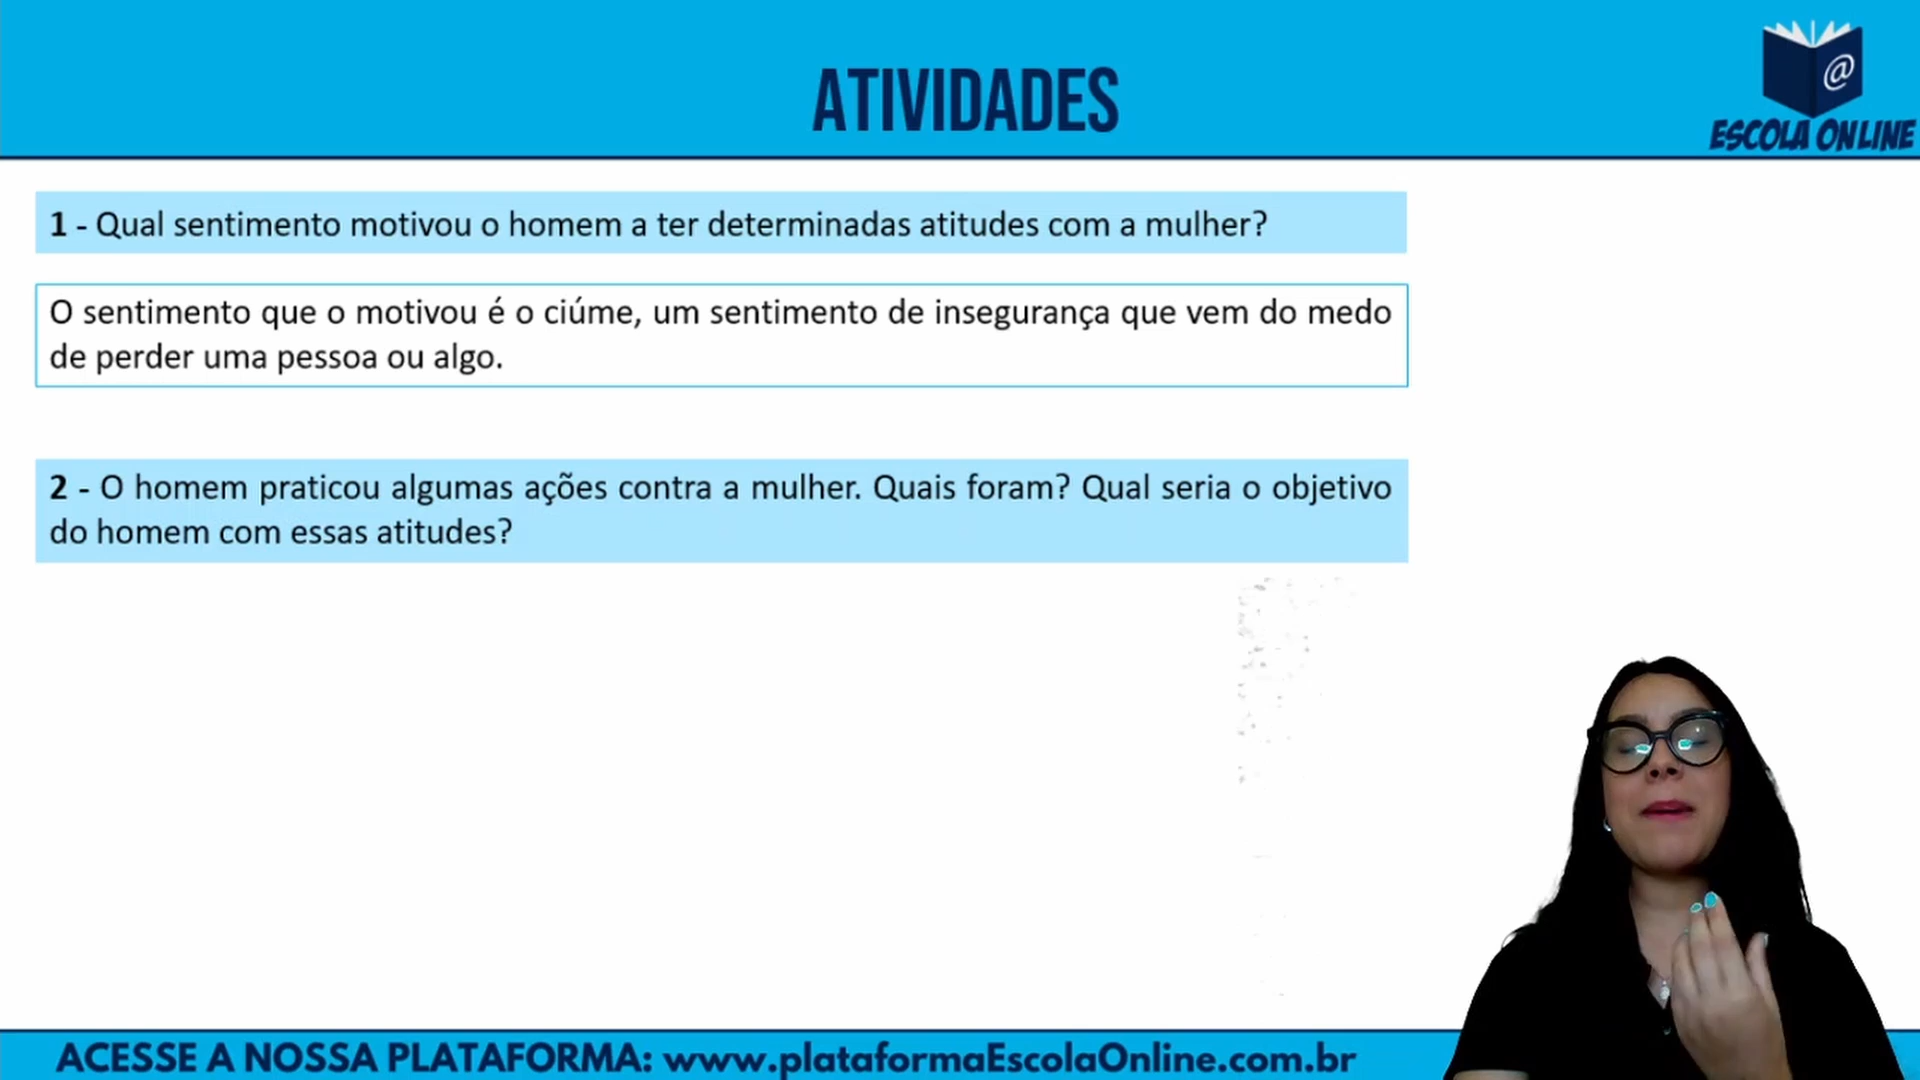 ATIVIDADES
@
ESCOLA ONLINE
1 - Qual sentimento motivou o homem a ter determinadas atitudes com a mulher?
O sentimento que o motivou é o ciúme, um sentimento de insegurança que vem do medo
de perder uma pessoa ou algo.
2 - O homem praticou algumas ações contra a mulher. Quais foram? Qual seria o objetivo
do homem com essas atitudes?
ACESSE A NOSSA PLATAFORMA: www.plataformaEscolaOnline.com.br